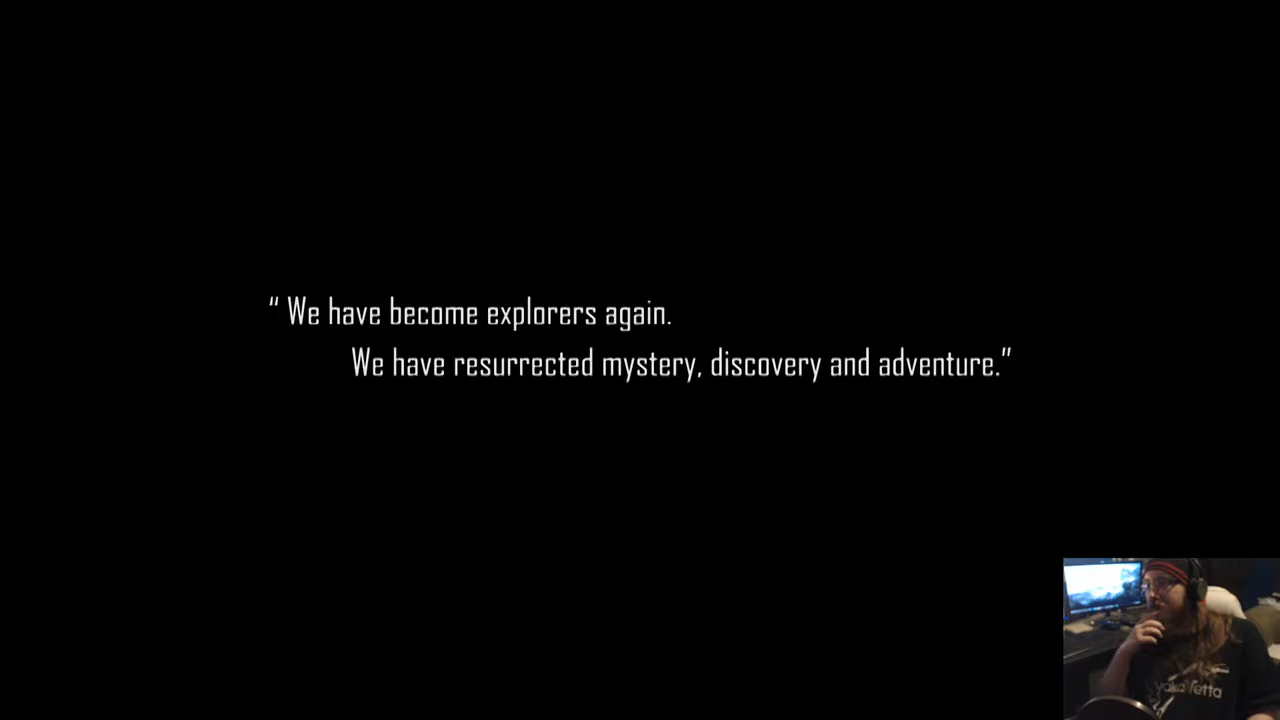 “ We have become explorers again.
We have resurrected mystery, discovery and adventure.”